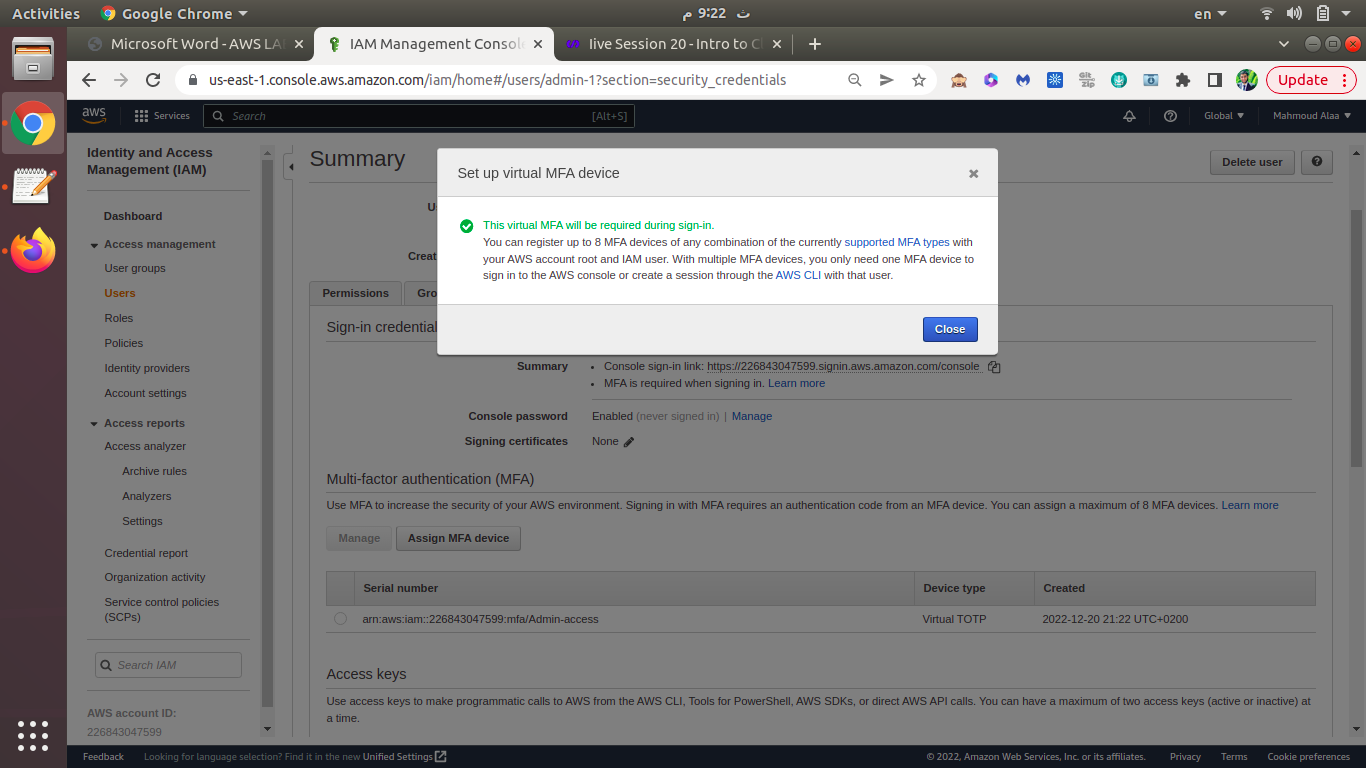 Activities
Google Chrome
ث 9:22 م
en
Microsoft Word - AWS LA
IAM Management Console
live Session 20 - Intro to C
us-east-1.console.aws.amazon.com/iam/home#/users/admin-1?section=security_credentials
Git
Zip
Update
aws
Services
Search
[Alt+S]
Global
Mahmoud Alaa
Identity and Access
Management (IAM)
Dashboard
Access management
User groups
Users
Roles
Policies
Identity providers
Account settings
Access reports
Access analyzer
Archive rules
Analyzers
Settings
Credential report
Organization activity
Service control policies
(SCPs)
Search IAM
AWS account ID:
226843047599
Summary
Delete user
Us
Creat
Permissions
Gro
Sign-in credential
Set up virtual MFA device
This virtual MFA will be required during sign-in.
You can register up to 8 MFA devices of any combination of the currently supported MFA types with
your AWS account root and IAM user. With multiple MFA devices, you only need one MFA device to
sign in to the AWS console or create a session through the AWS CLI with that user.
Close
Summary
• Console sign-in link: https://226843047599.signin.aws.amazon.com/console
• MFA is required when signing in. Learn more
Console password
Enabled (never signed in) | Manage
Signing certificates
None
Multi-factor authentication (MFA)
Use MFA to increase the security of your AWS environment. Signing in with MFA requires an authentication code from an MFA device. You can assign a maximum of 8 MFA devices. Learn more
Manage
Assign MFA device
Serial number
Device type
Created
arn:aws:iam::226843047599:mfa/Admin-access
Virtual TOTP
2022-12-20 21:22 UTC+0200
Access keys
Use access keys to make programmatic calls to AWS from the AWS CLI, Tools for PowerShell, AWS SDKs, or direct AWS API calls. You can have a maximum of two access keys (active or inactive) at
a time.
Feedback
Looking for language selection? Find it in the new Unified Settings
© 2022, Amazon Web Services, Inc. or its affiliates.
Privacy
Terms
Cookie preferences